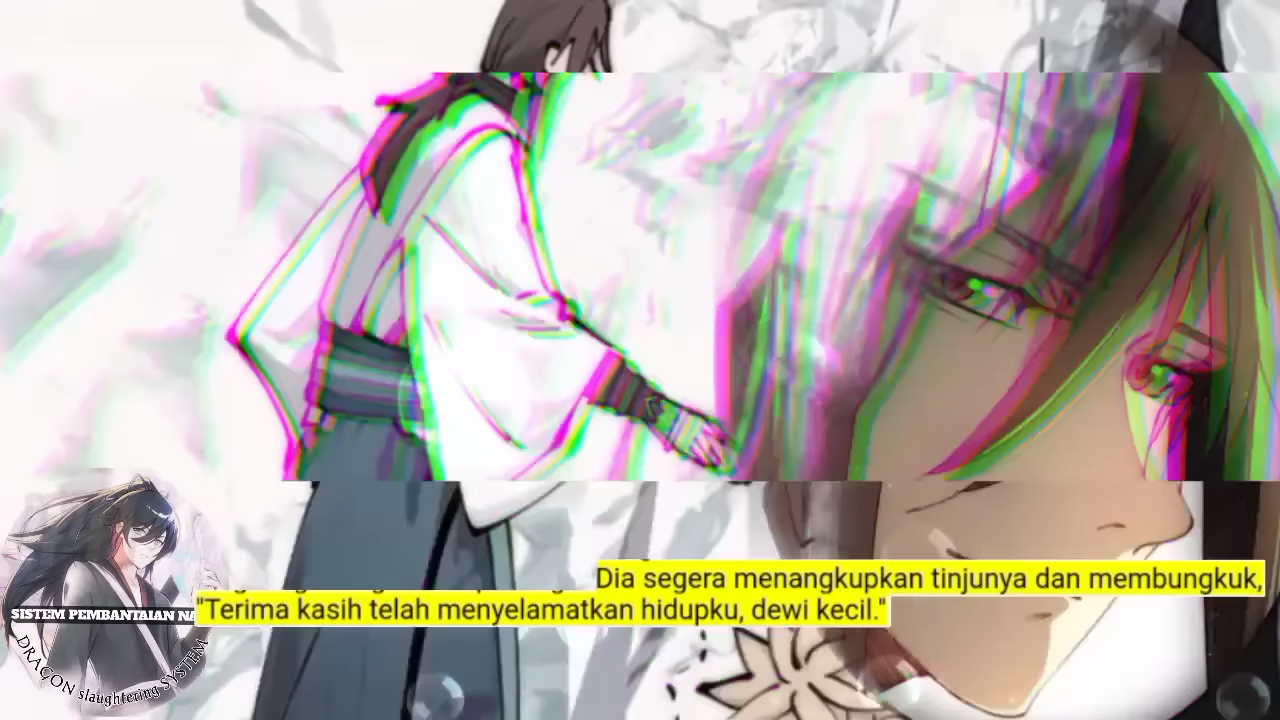 Dia segera menangkupkan tinjunya dan membungkuk,
"Terima kasih telah menyelamatkan hidupku, dewi kecil."
SISTEM PEMBANTAIAN NA
DRAGON slaughtering SYSTEM